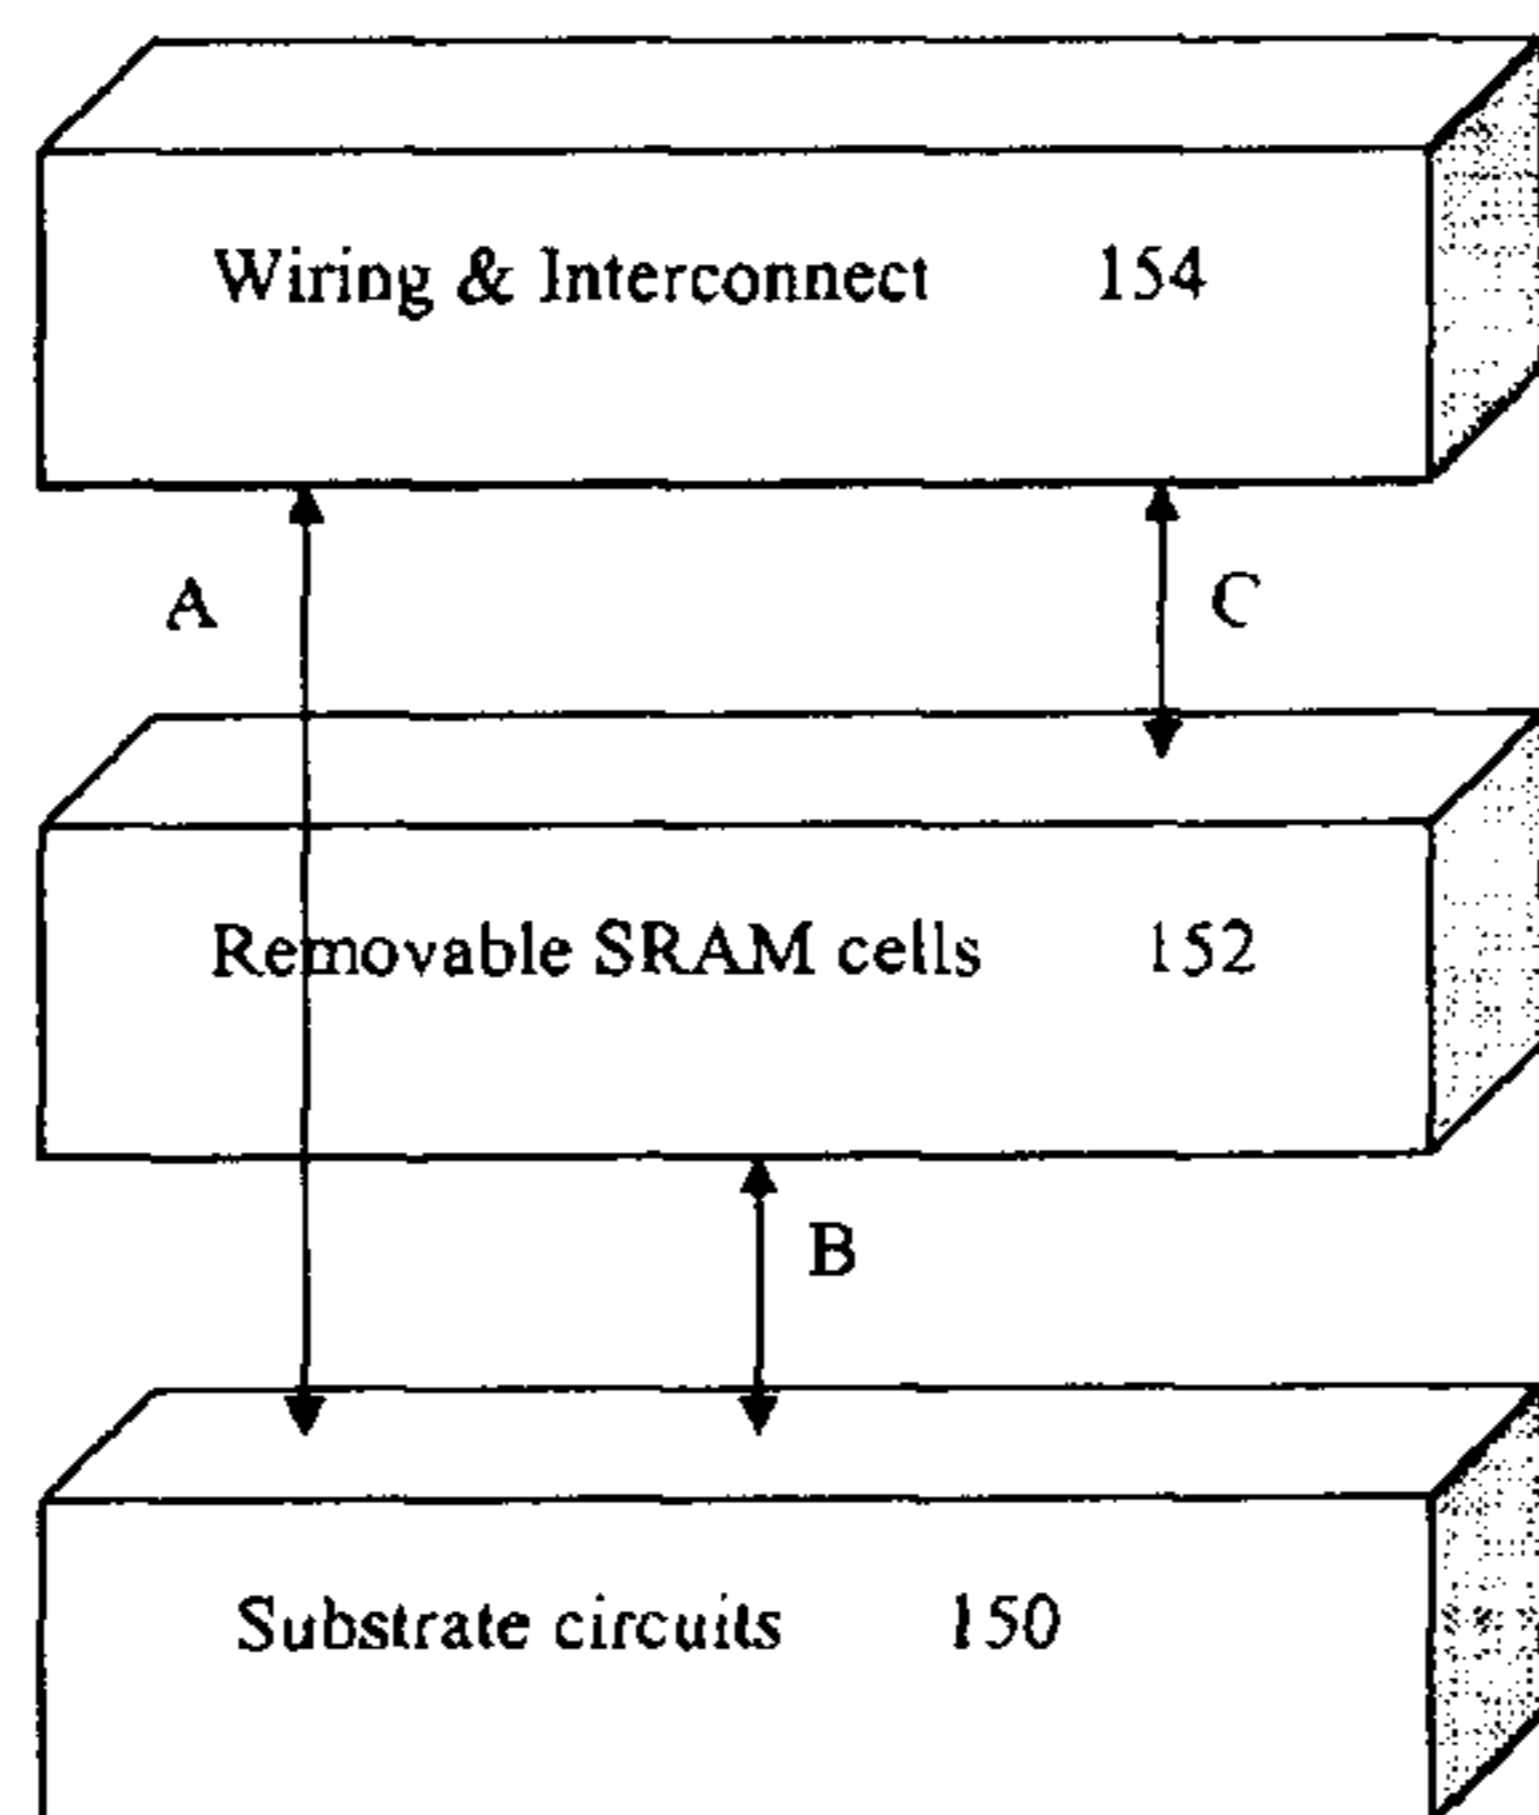 Wiring & Interconnect 154
A
C
Removable SRAM cells 152
B
Substrate circuits 150